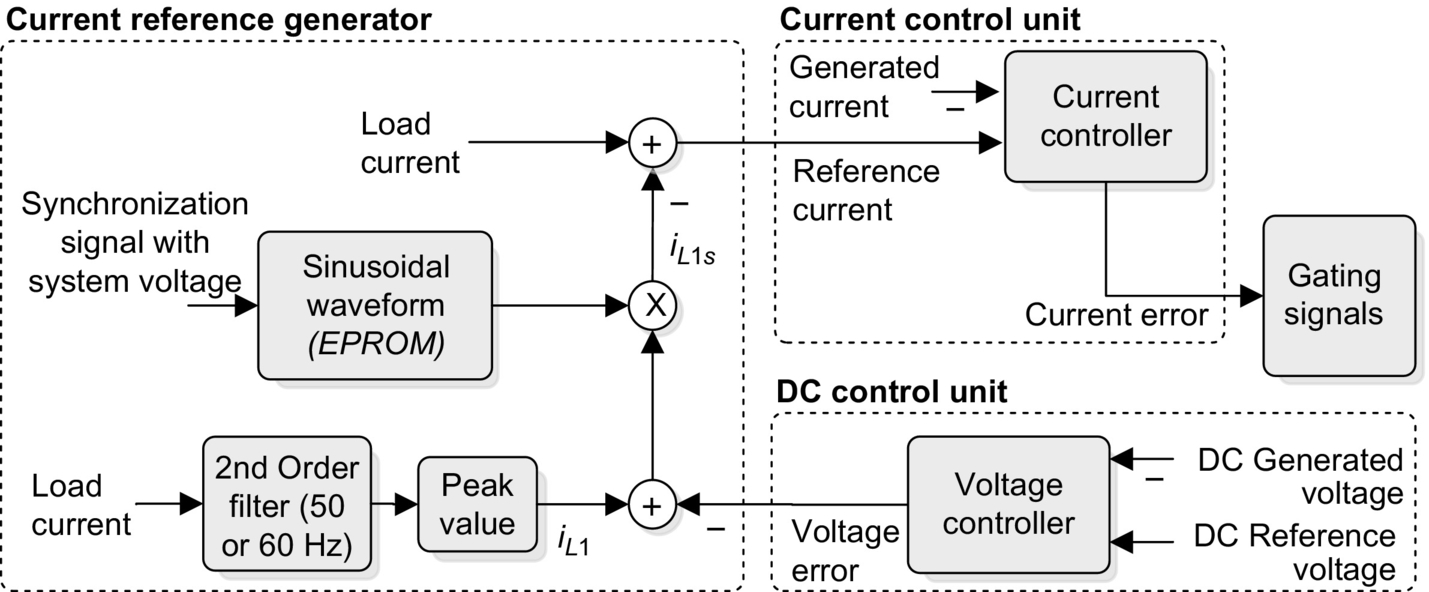 Current reference generator
Load
current
+
Synchronization
signal with
system voltage
Sinusoidal
waveform
(EPROM)
–
iL1s
X
Load
current
2nd Order
filter (50
or 60 Hz)
Peak
value
iL1
+
–
Current control unit
Generated
current
–
Reference
current
Current
controller
Current error
Gating
signals
DC control unit
Voltage
error
Voltage
controller
DC Generated
voltage
–
DC Reference
voltage